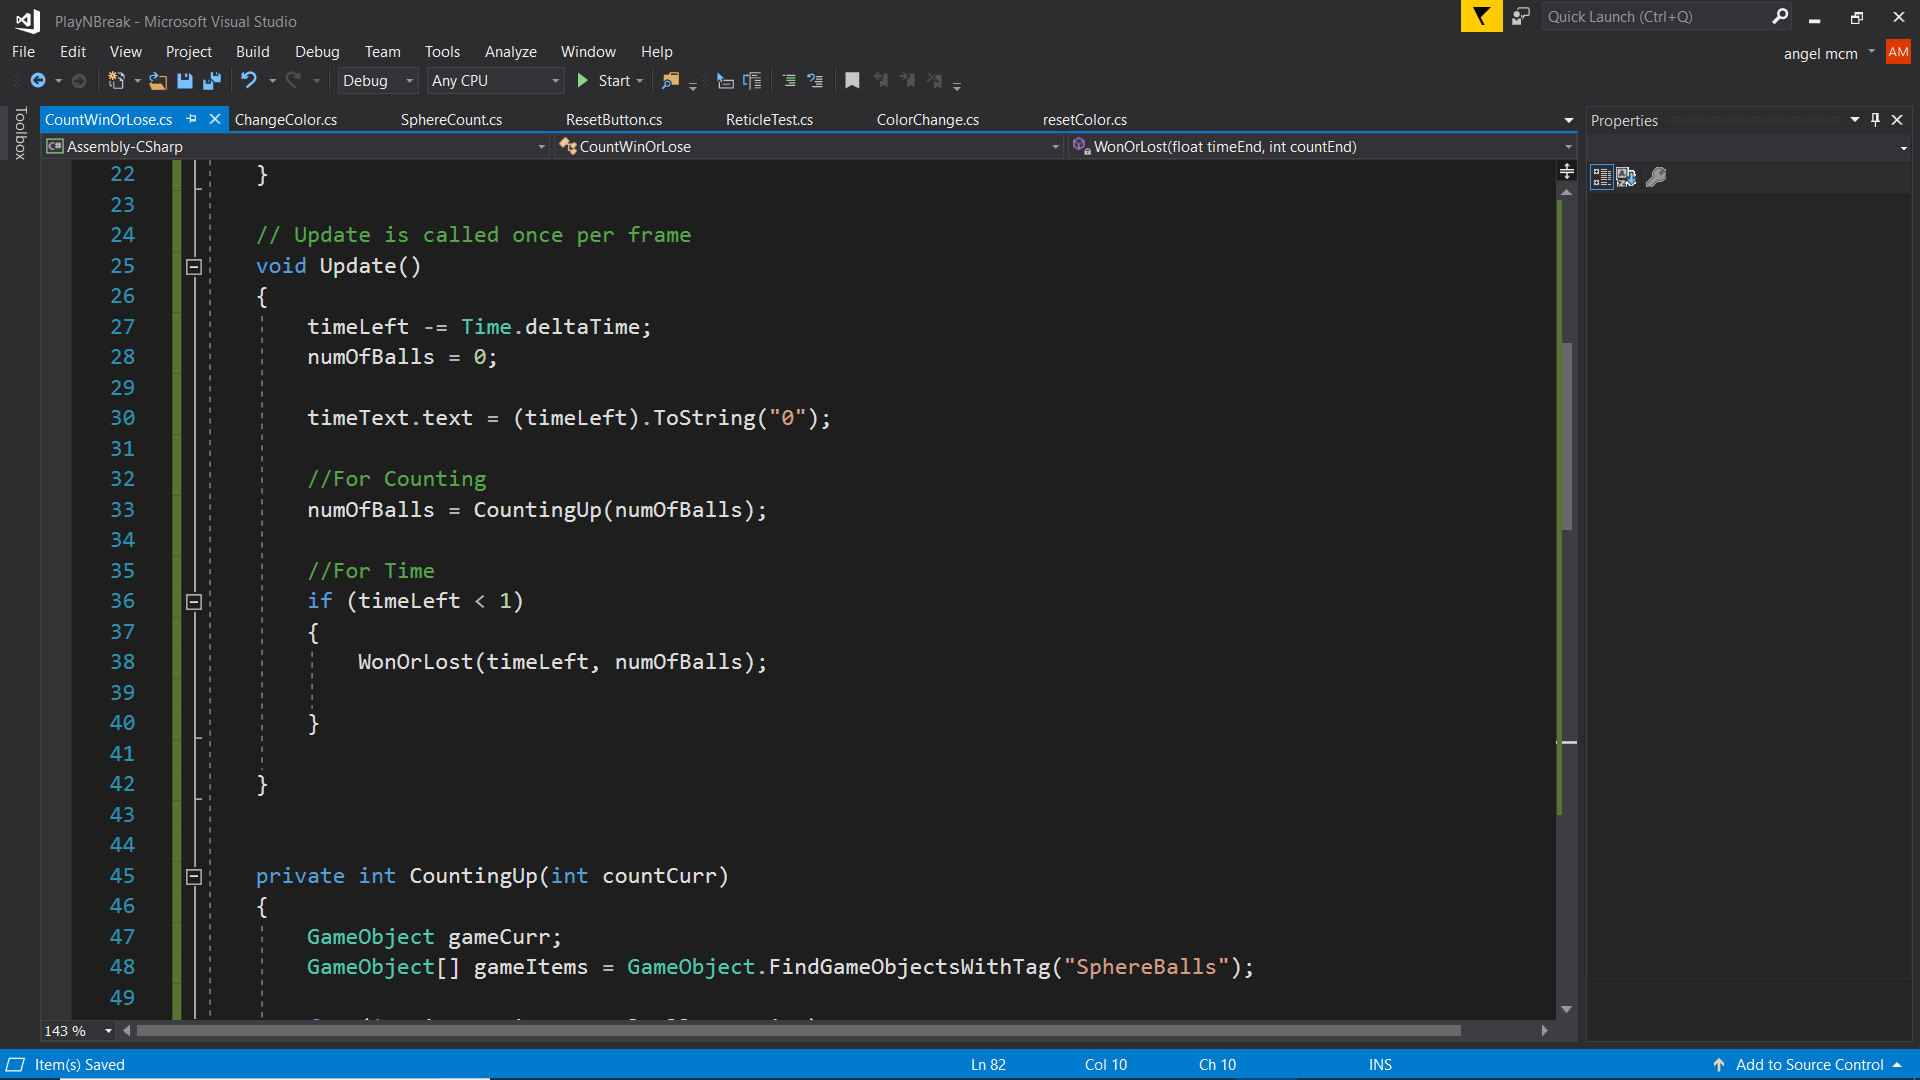 PlayNBreak - Microsoft Visual Studio
Quick Launch (Ctrl+Q)
File Edit View Project Build Debug Team Tools Analyze Window Help
angel mcm AM
Debug Any CPU Start
Toolbox
CountWinOrLose.cs ChangeColor.cs SphereCount.cs ResetButton.cs ReticleTest.cs ColorChange.cs resetColor.cs
Properties
C# Assembly-CSharp CountWinOrLose WonOrLost(float timeEnd, int countEnd)
22 }
23
24 // Update is called once per frame
25 void Update()
26 {
27 timeLeft -= Time.deltaTime;
28 numOfBalls = 0;
29
30 timeText.text = (timeLeft).ToString("0");
31
32 //For Counting
33 numOfBalls = CountingUp(numOfBalls);
34
35 //For Time
36 if (timeLeft < 1)
37 {
38 WonOrLost(timeLeft, numOfBalls);
39
40 }
41
42 }
43
44
45 private int CountingUp(int countCurr)
46 {
47 GameObject gameCurr;
48 GameObject[] gameItems = GameObject.FindGameObjectsWithTag("SphereBalls");
49
143 %
Item(s) Saved Ln 82 Col 10 Ch 10 INS Add to Source Control